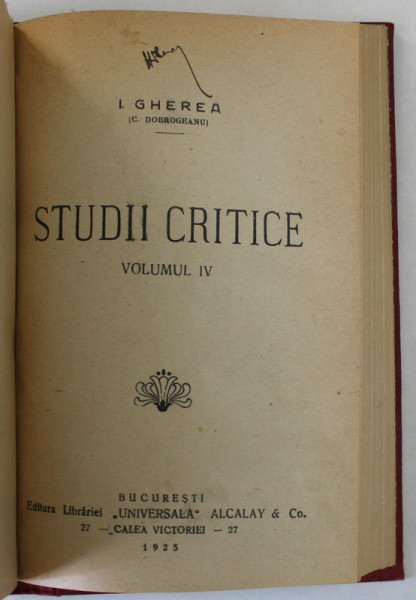 I. GHEREA
(C. DOBROGEANU)
STUDII CRITICE
VOLUMUL IV
BUCUREȘTI
Editura Librăriei „UNIVERSALA“ ALCALAY & Co.
27 — CALEA VICTORIEI — 27
1925